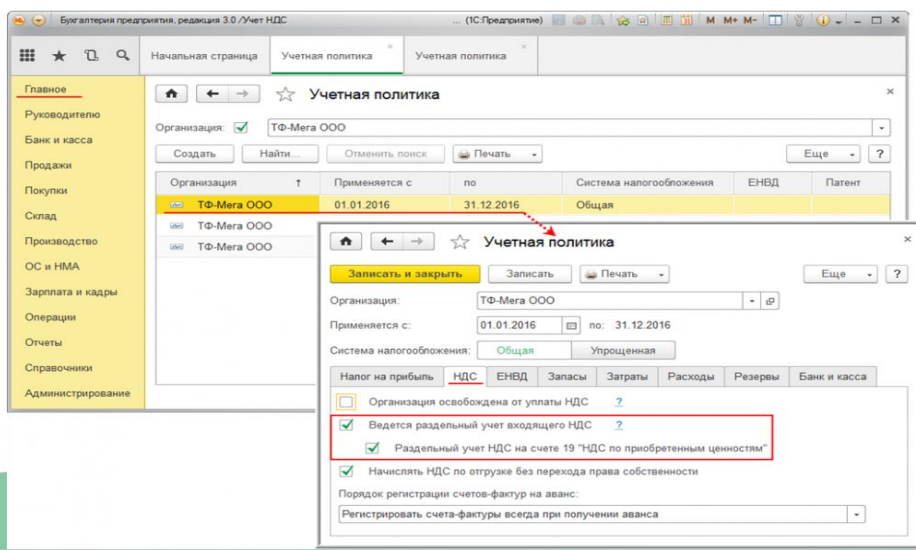 Бухгалтерия предприятия, редакция 3.0 /Учет НДС ... (1С:Предприятие) M M+ M-
Начальная страница Учетная политика Учетная политика
Главное
Руководителю
Банк и касса
Продажи
Покупки
Склад
Производство
ОС и НМА
Зарплата и кадры
Операции
Отчеты
Справочники
Администрирование
Учетная политика
Организация: ТФ-Мега ООО
Создать Найти... Отменить поиск Печать Еще ?
Организация ↑ Применяется с по Система налогообложения ЕНВД Патент
ТФ-Мега ООО 01.01.2016 31.12.2016 Общая
ТФ-Мега ООО
ТФ-Мега ООО
Учетная политика
Записать и закрыть Записать Печать Еще ?
Организация: ТФ-Мега ООО
Применяется с: 01.01.2016 по: 31.12.2016
Система налогообложения: Общая Упрощенная
Налог на прибыль НДС ЕНВД Запасы Затраты Расходы Резервы Банк и касса
Организация освобождена от уплаты НДС ?
Ведется раздельный учет входящего НДС ?
Раздельный учет НДС на счете 19 "НДС по приобретенным ценностям"
Начислять НДС по отгрузке без перехода права собственности
Порядок регистрации счетов-фактур на аванс:
Регистрировать счета-фактуры всегда при получении аванса